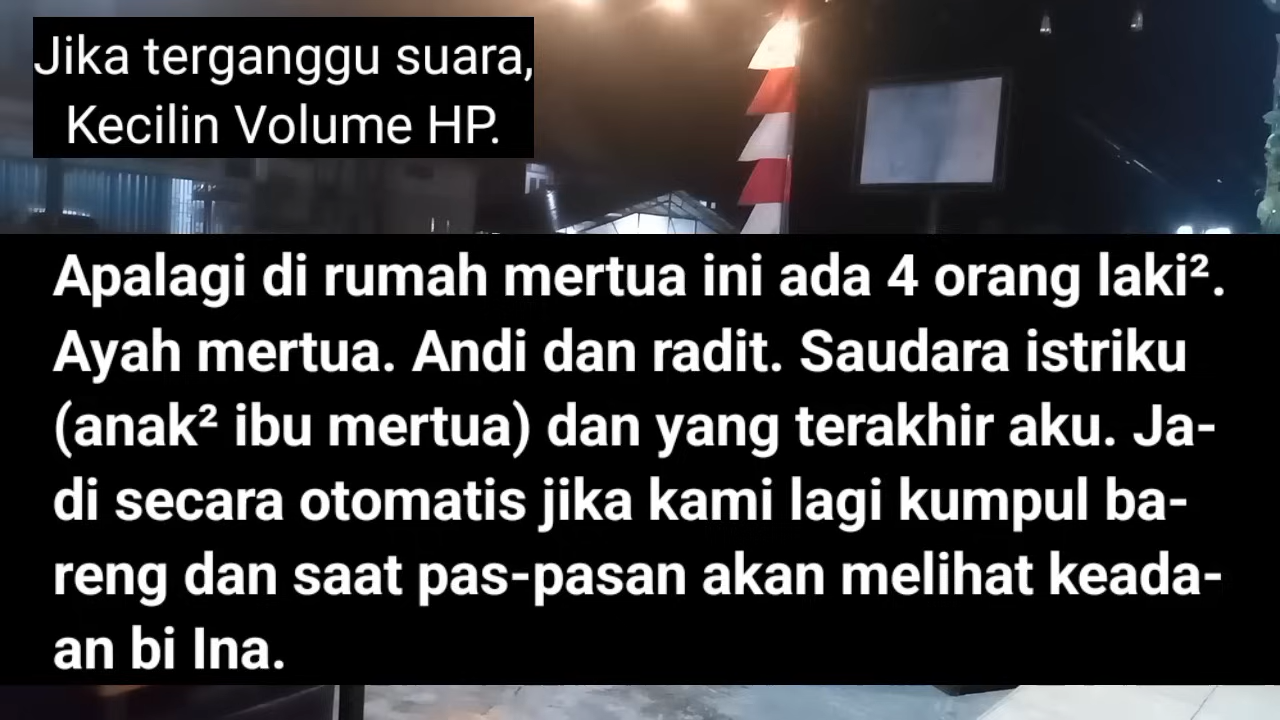 Jika terganggu suara,
Kecilin Volume HP.
Apalagi di rumah mertua ini ada 4 orang laki².
Ayah mertua. Andi dan radit. Saudara istriku
(anak² ibu mertua) dan yang terakhir aku. Ja-
di secara otomatis jika kami lagi kumpul ba-
reng dan saat pas-pasan akan melihat keada-
an bi Ina.